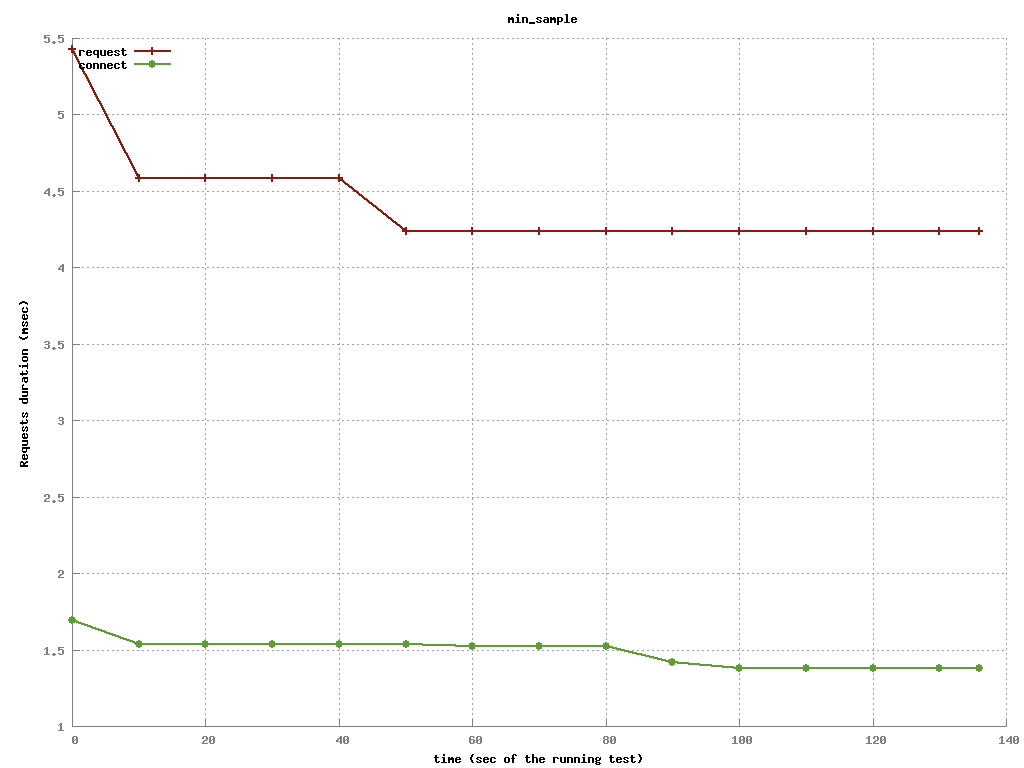 min_sample
request
connect
5.5
5
4.5
4
3.5
3
2.5
2
1.5
1
Requests duration (msec)
0 20 40 60 80 100 120 140
time (sec of the running test)